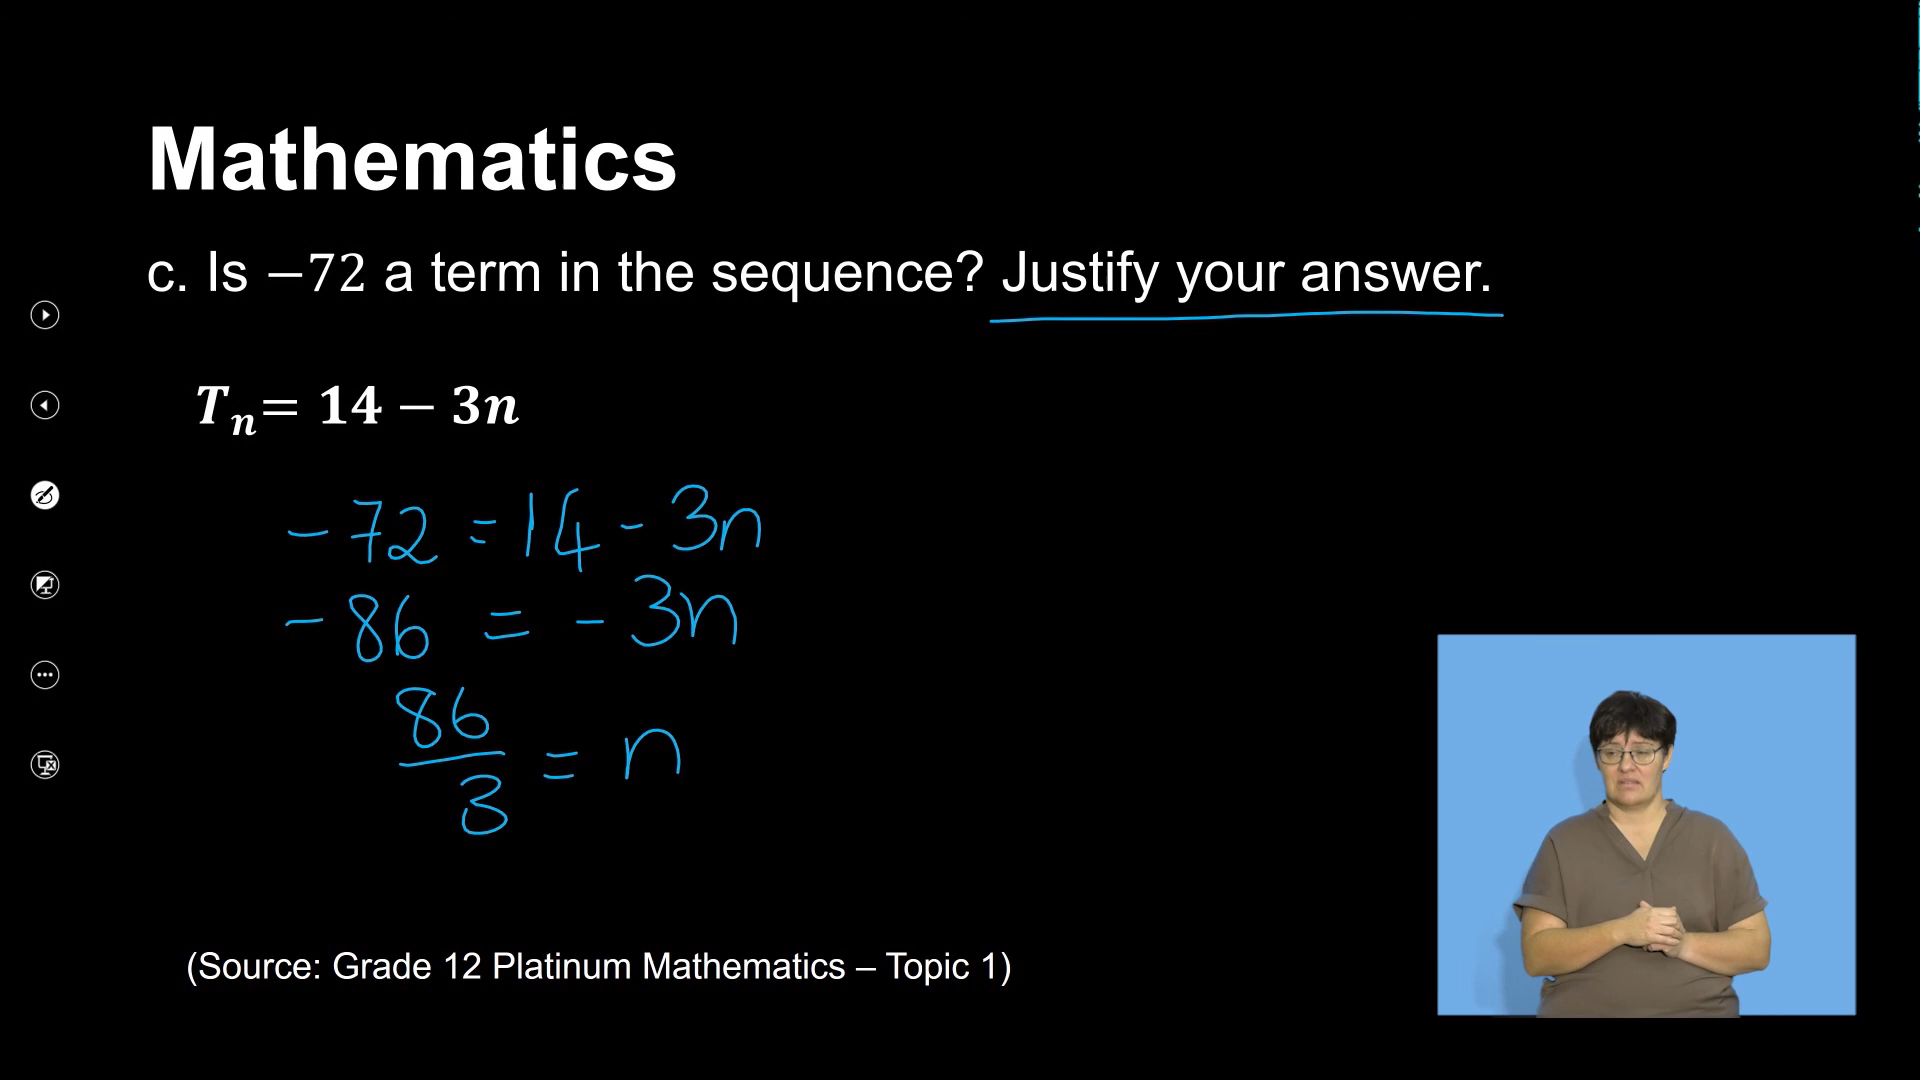 Mathematics
c. Is −72 a term in the sequence? Justify your answer.
Tₙ= 14 − 3n
- 72 = 14 - 3n
- 86 = - 3n
86/3 = n
(Source: Grade 12 Platinum Mathematics – Topic 1)